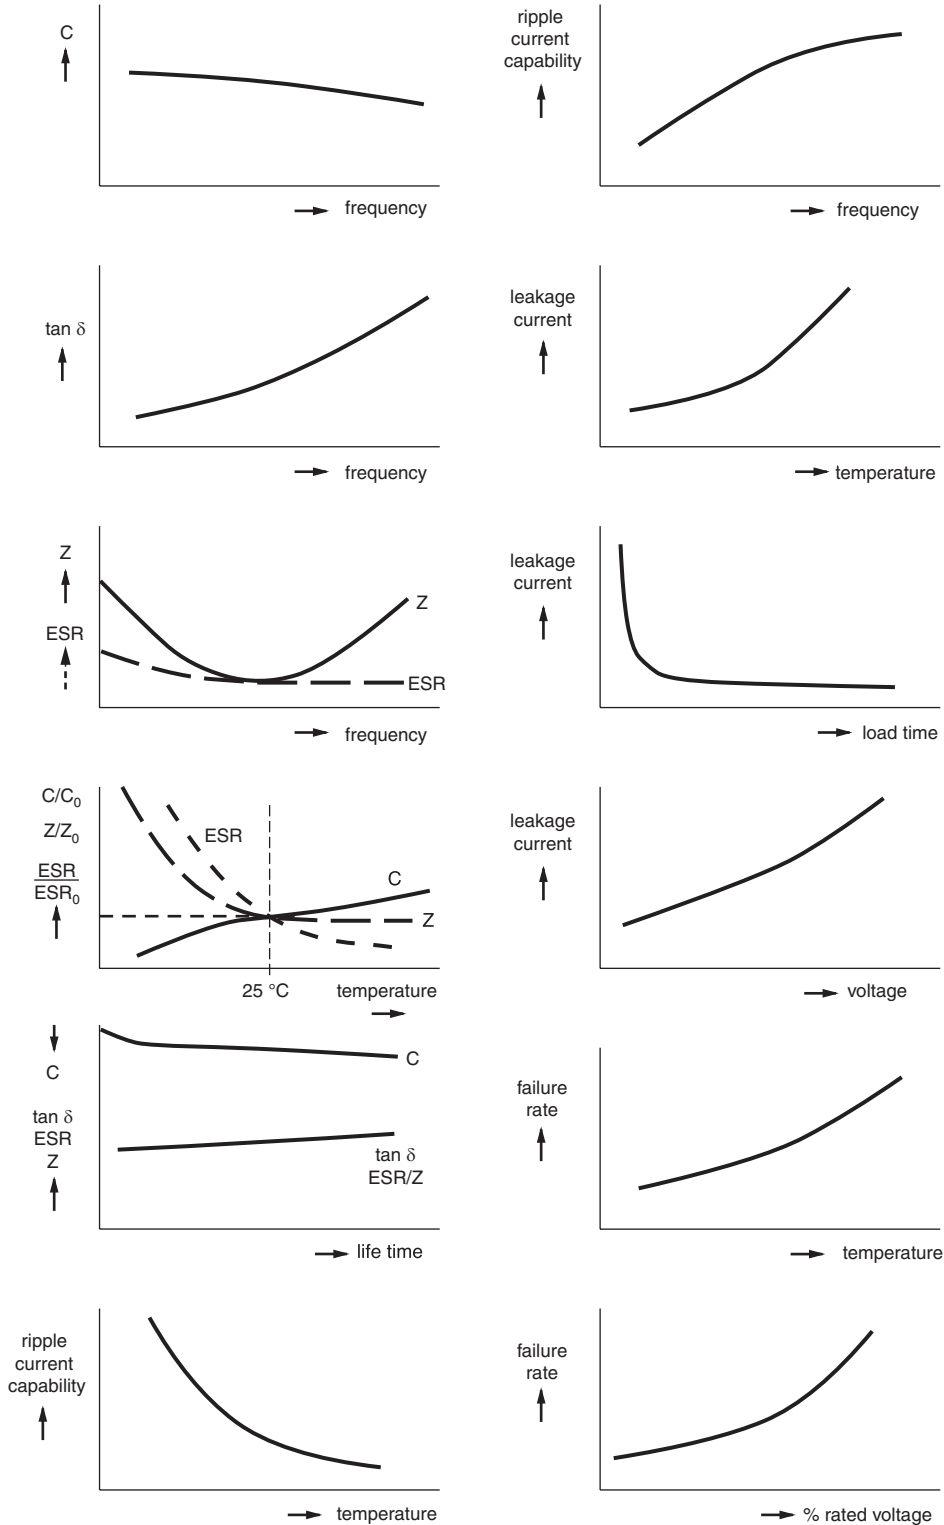 C
frequency
ripple
current
capability
frequency
tan δ
frequency
leakage
current
temperature
Z
ESR
Z
ESR
frequency
leakage
current
load time
C/C0
Z/Z0
ESR
ESR0
ESR
C
Z
25 °C
temperature
leakage
current
voltage
C
tan δ
ESR
Z
C
tan δ
ESR/Z
life time
failure
rate
temperature
ripple
current
capability
temperature
failure
rate
% rated voltage